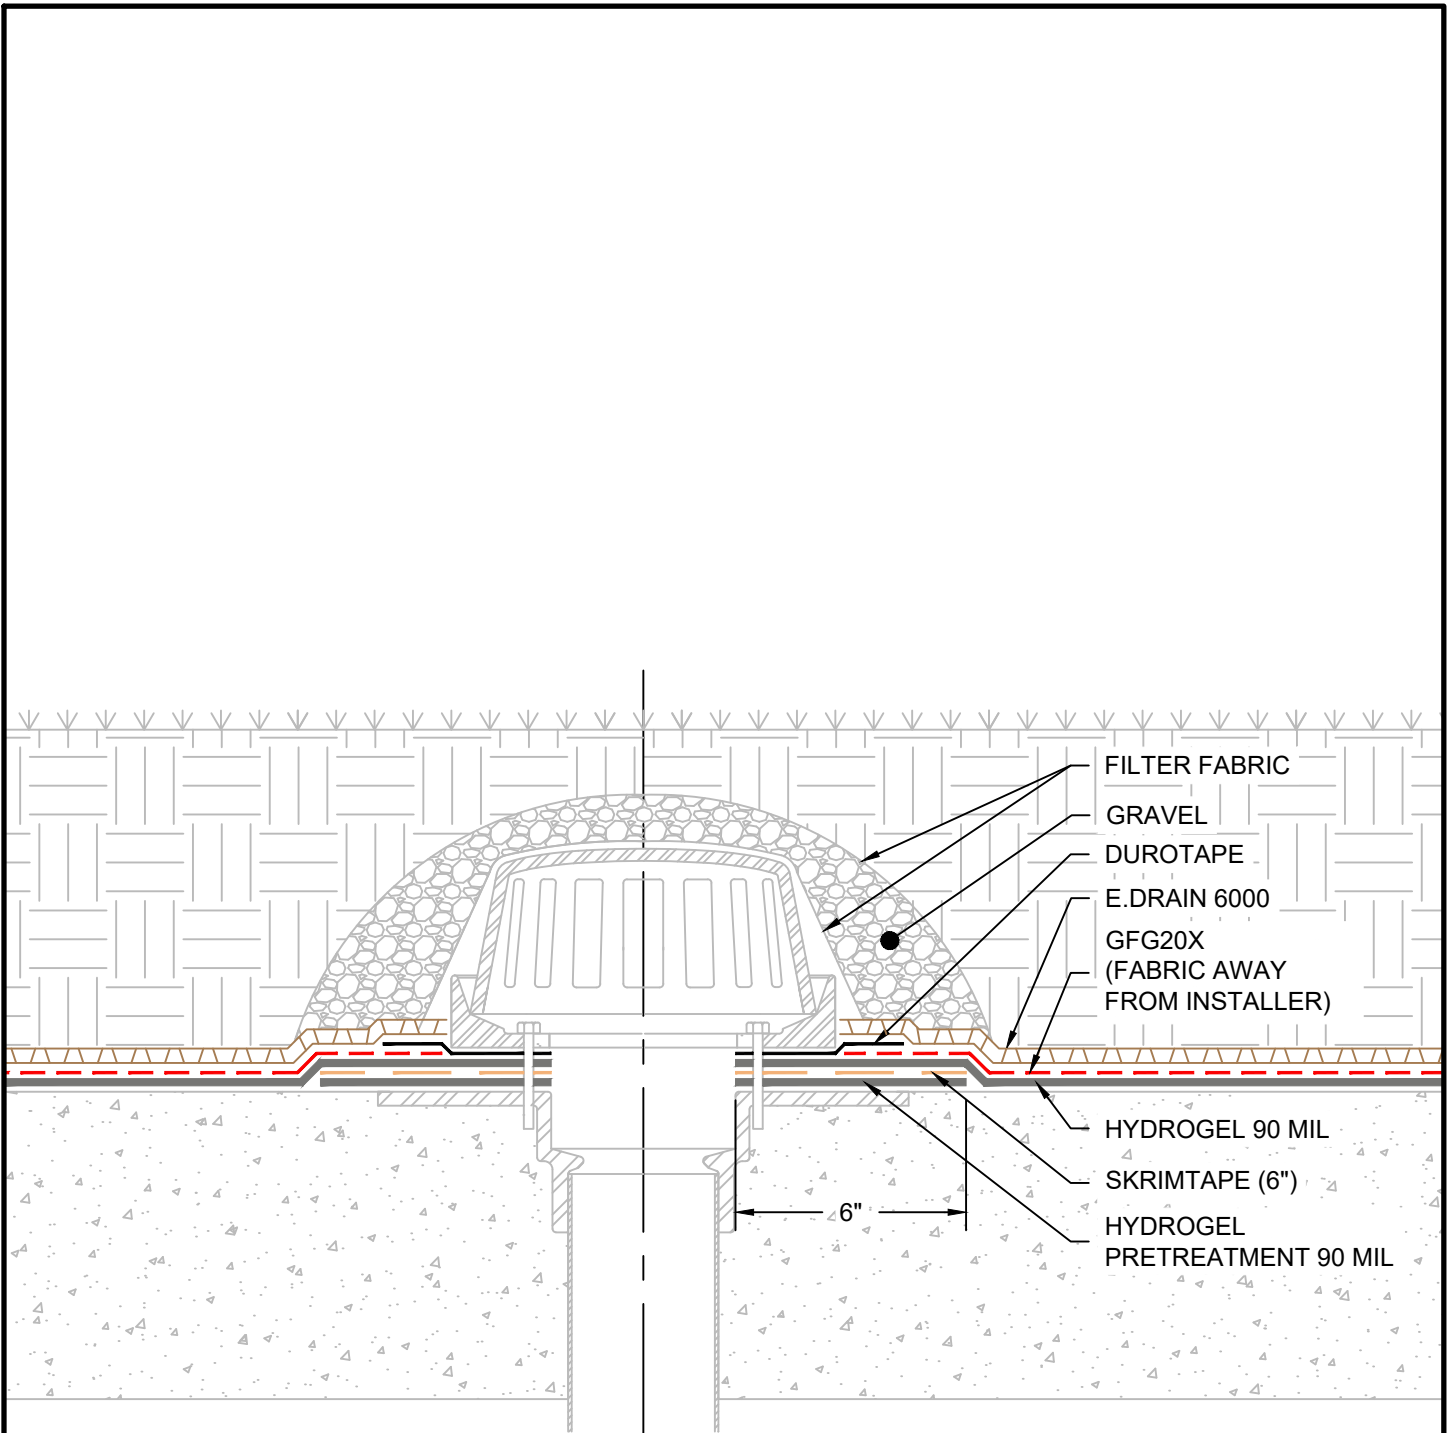 FILTER FABRIC
GRAVEL
DUROTAPE
E.DRAIN 6000
GFG20X
(FABRIC AWAY
FROM INSTALLER)
HYDROGEL 90 MIL
SKRIMTAPE (6")
6"
HYDROGEL
PRETREATMENT 90 MIL